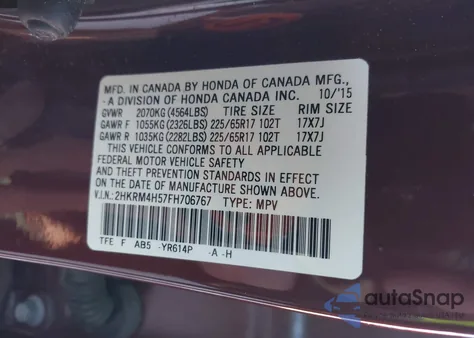 MFD. IN CANADA BY HONDA OF CANADA MFG.,
-A DIVISION OF HONDA CANADA INC. 10/'15
GVWR 2070KG (4564LBS) TIRE SIZE RIM SIZE
GAWR F 1055KG (2326LBS) 225/65R17 102T 17X7J
GAWR R 1035KG (2282LBS) 225/65R17 102T 17X7J
THIS VEHICLE CONFORMS TO ALL APPLICABLE
FEDERAL MOTOR VEHICLE SAFETY
AND THEFT PREVENTION STANDARDS IN EFFECT ON
THE DATE OF MANUFACTURE SHOWN ABOVE.
V.I.N.: 2HKRM4H57FH706767 TYPE: MPV
TFE F AB5 -YR614P -A -H
autoSnap